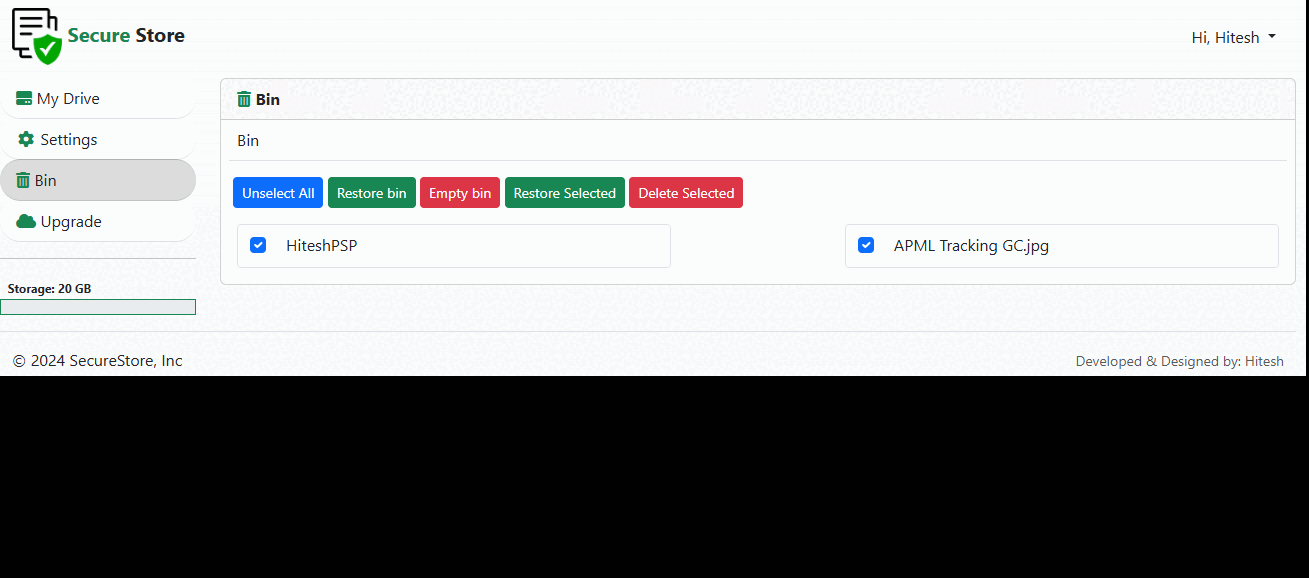 Secure Store
Hi, Hitesh
My Drive
Settings
Bin
Upgrade
Storage: 20 GB
Bin
Bin
Unselect All Restore bin Empty bin Restore Selected Delete Selected
HiteshPSP APML Tracking GC.jpg
© 2024 SecureStore, Inc
Developed & Designed by: Hitesh